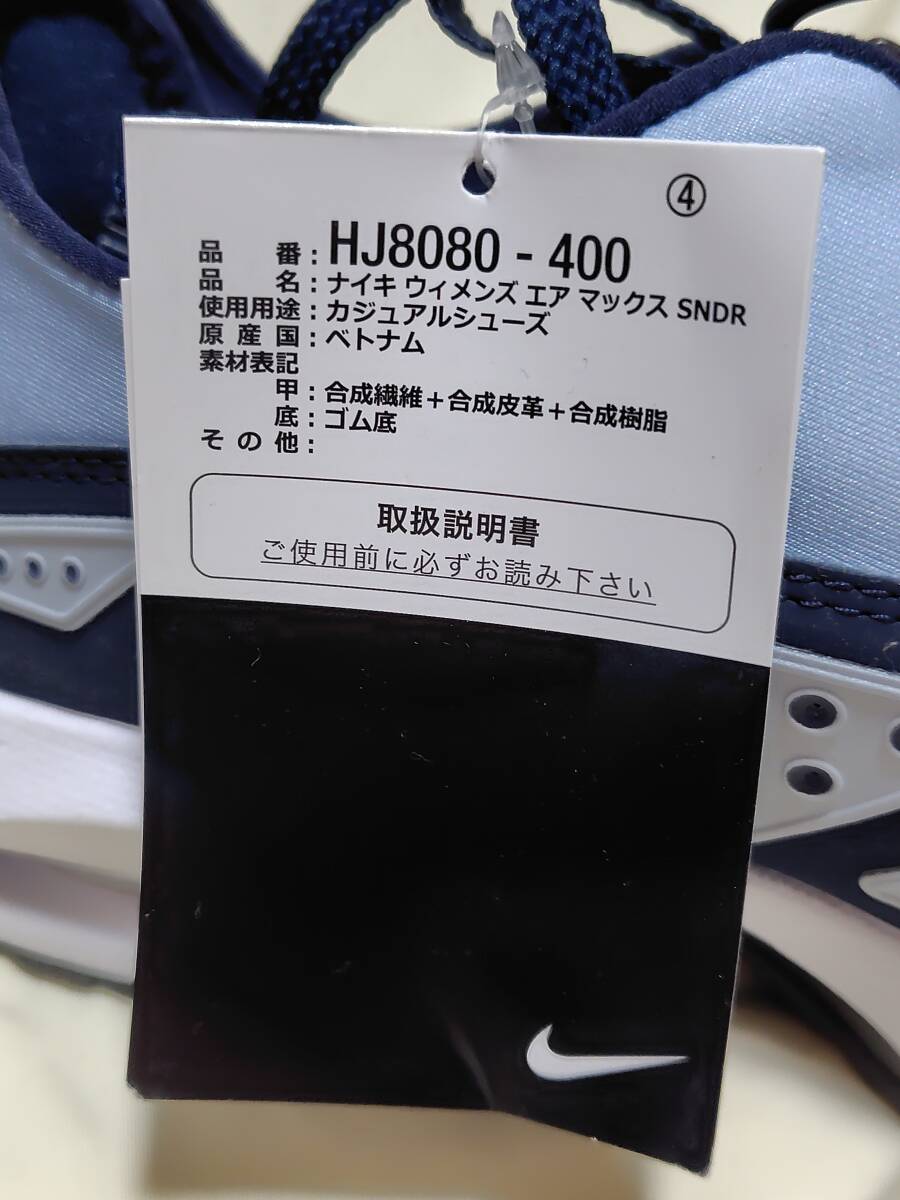 ④
品番：HJ8080 - 400
品名：ナイキ ウィメンズ エア マックス SNDR
使用用途：カジュアルシューズ
原産国：ベトナム
素材表記
甲：合成繊維＋合成皮革＋合成樹脂
底：ゴム底
その他：
取扱説明書
ご使用前に必ずお読み下さい